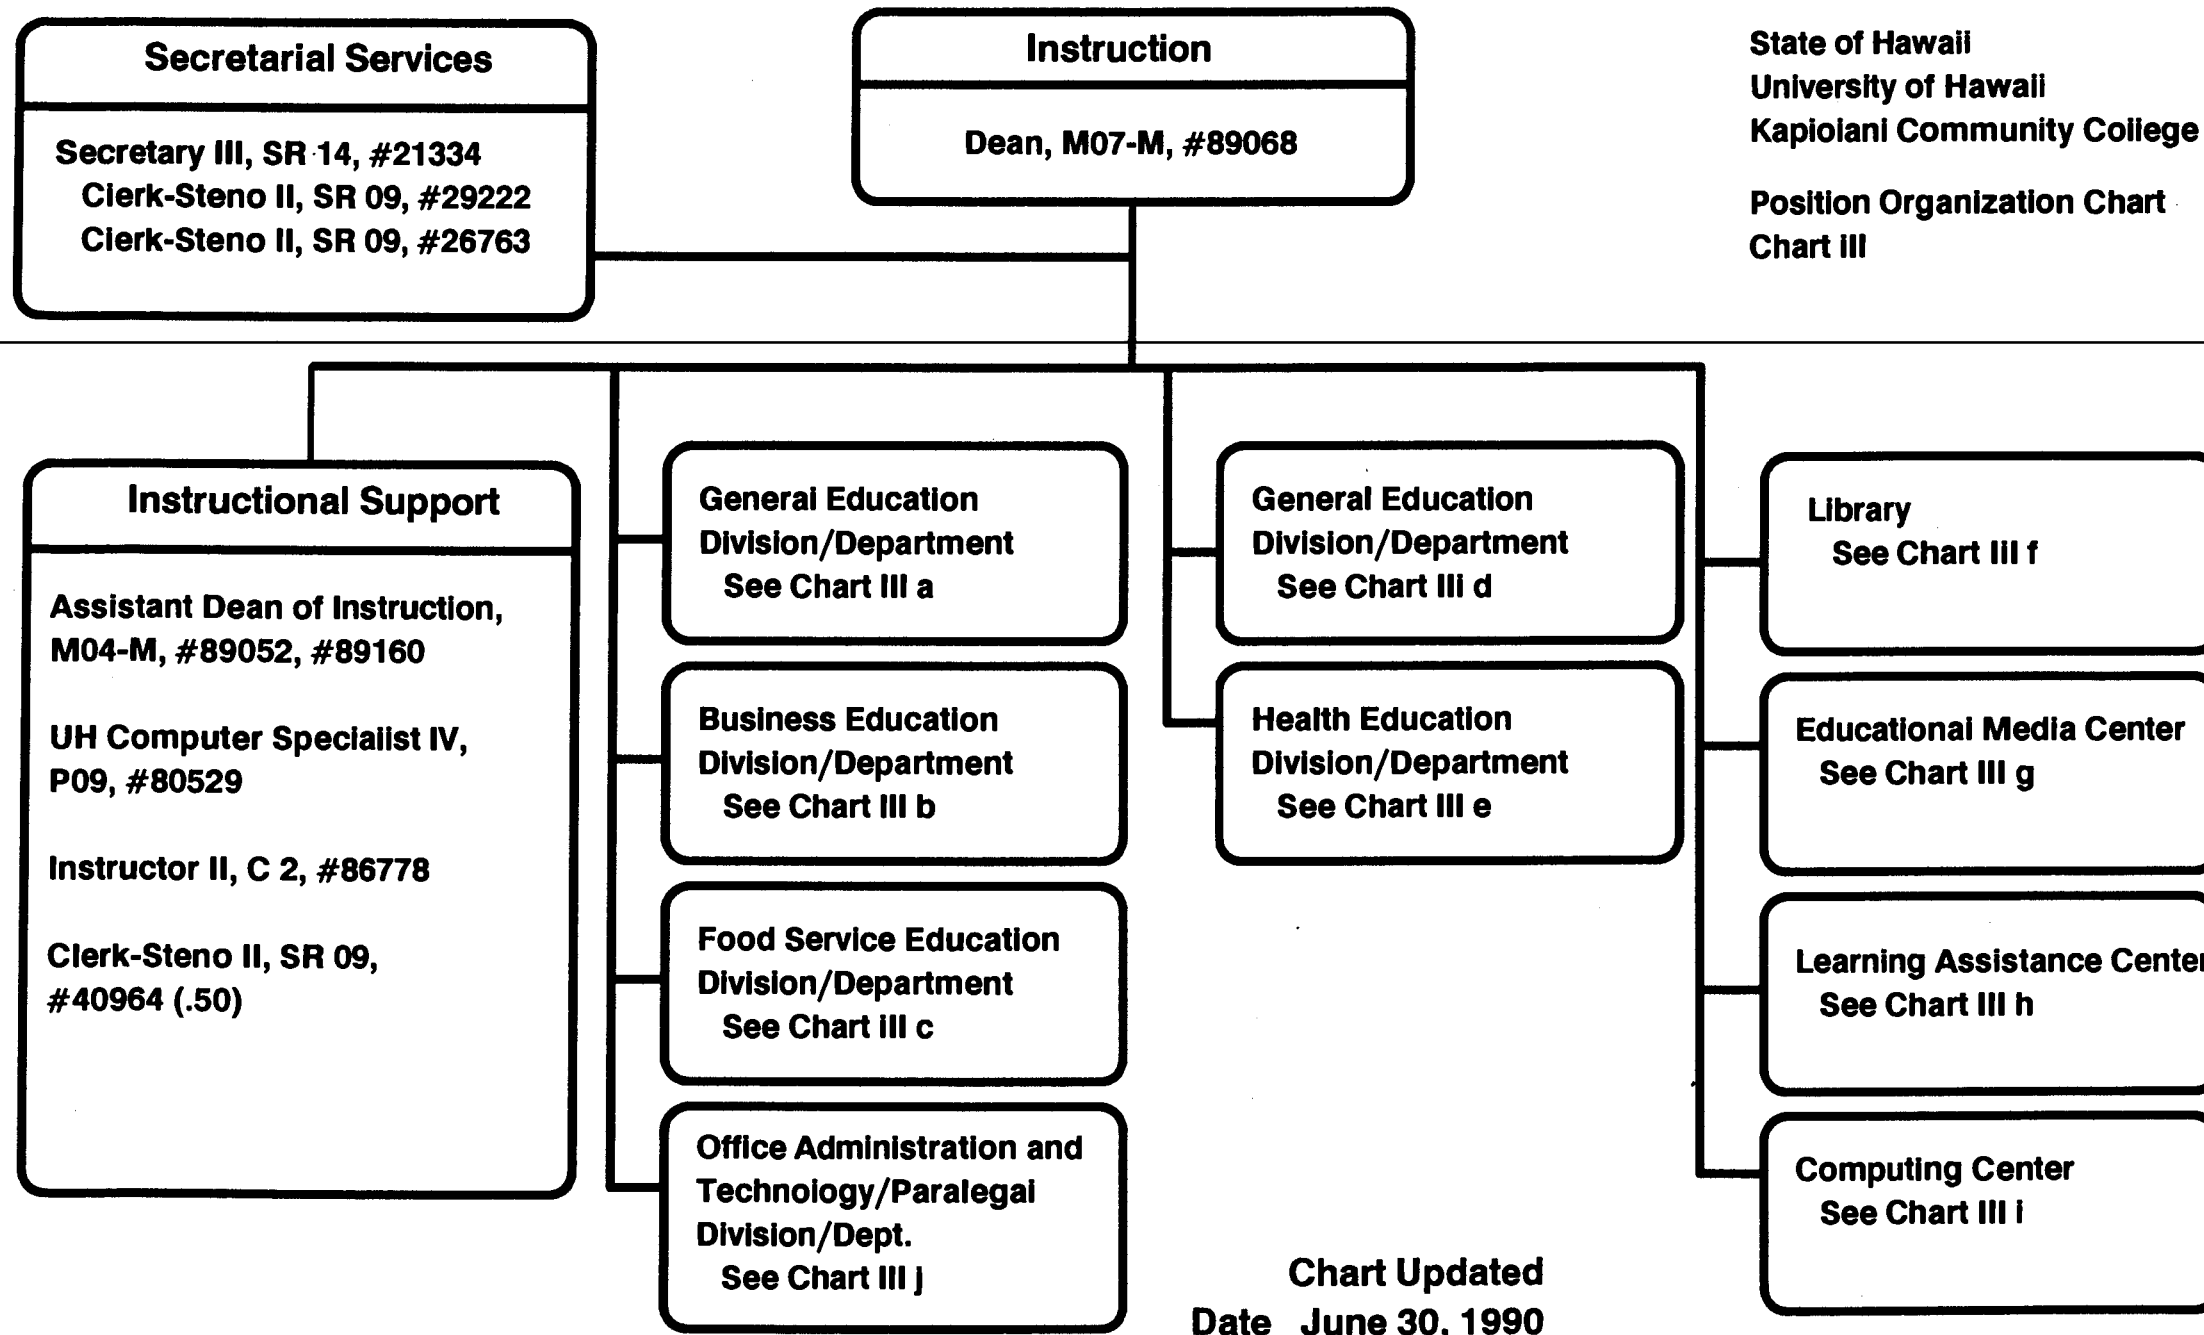 Secretarial Services
Secretary III, SR 14, #21334
Clerk-Steno II, SR 09, #29222
Clerk-Steno II, SR 09, #26763
Instruction
Dean, M07-M, #89068
State of Hawaii
University of Hawaii
Kapiolani Community College
Position Organization Chart
Chart III
Instructional Support
Assistant Dean of Instruction,
M04-M, #89052, #89160
UH Computer Specialist IV,
P09, #80529
Instructor II, C 2, #86778
Clerk-Steno II, SR 09,
#40964 (.50)
General Education
Division/Department
See Chart III a
Business Education
Division/Department
See Chart III b
Food Service Education
Division/Department
See Chart III c
Office Administration and
Technology/Paralegal
Division/Dept.
See Chart III j
General Education
Division/Department
See Chart III d
Health Education
Division/Department
See Chart III e
Library
See Chart III f
Educational Media Center
See Chart III g
Learning Assistance Center
See Chart III h
Computing Center
See Chart III i
Chart Updated
Date June 30, 1990